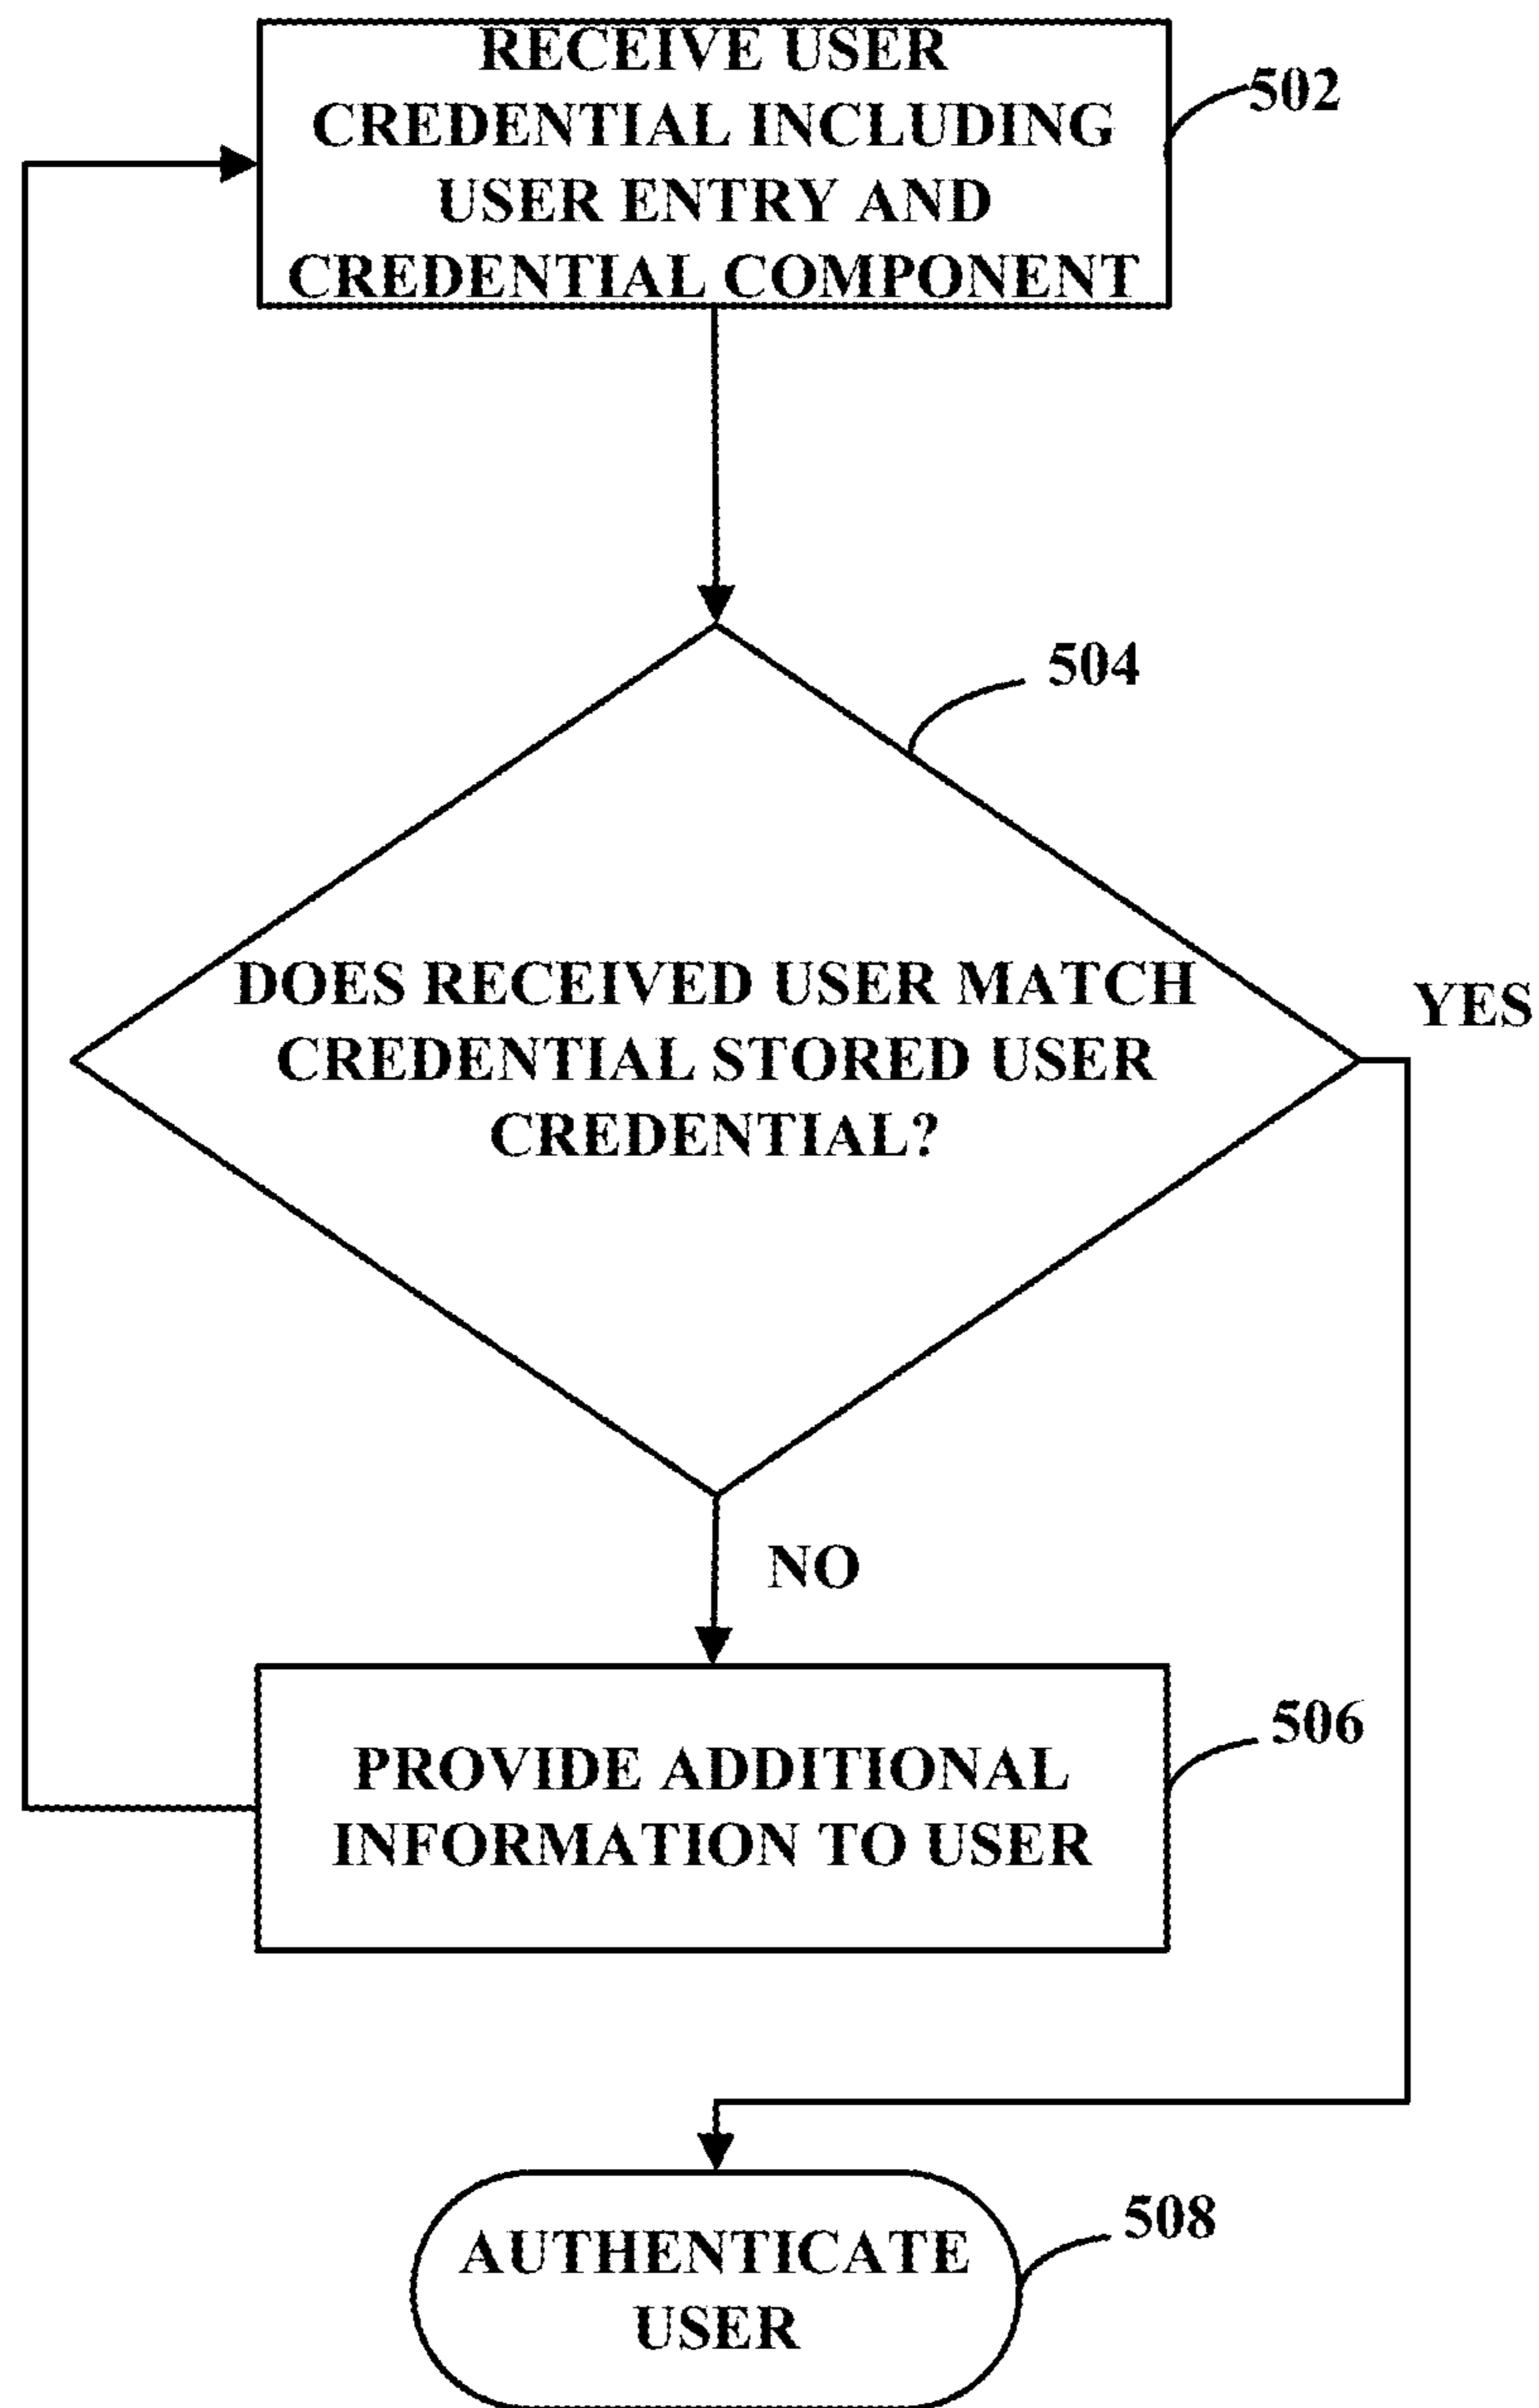 RECEIVE USER
CREDENTIAL INCLUDING
USER ENTRY AND
CREDENTIAL COMPONENT
502
504
DOES RECEIVED USER MATCH
CREDENTIAL STORED USER
CREDENTIAL?
YES
NO
PROVIDE ADDITIONAL
INFORMATION TO USER
506
AUTHENTICATE
USER
508